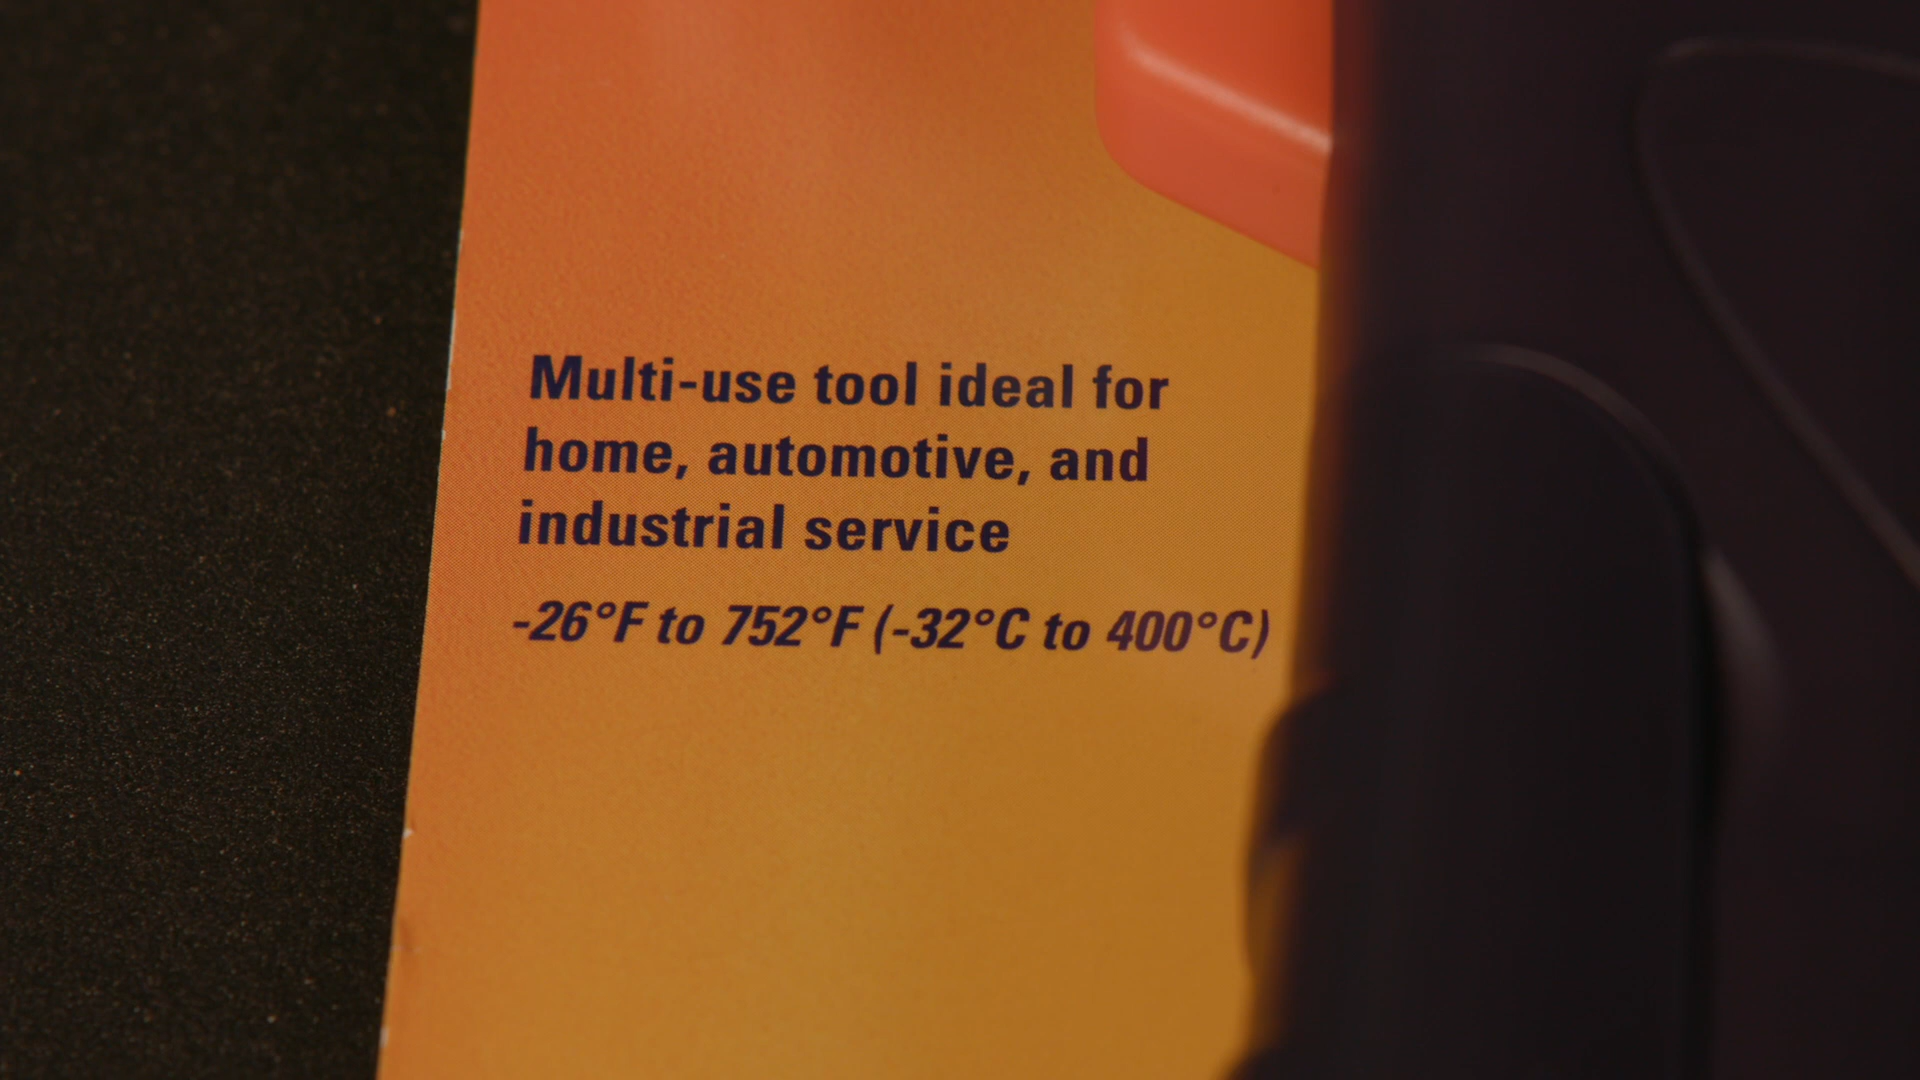 Multi-use tool ideal for
home, automotive, and
industrial service
-26°F to 752°F (-32°C to 400°C)